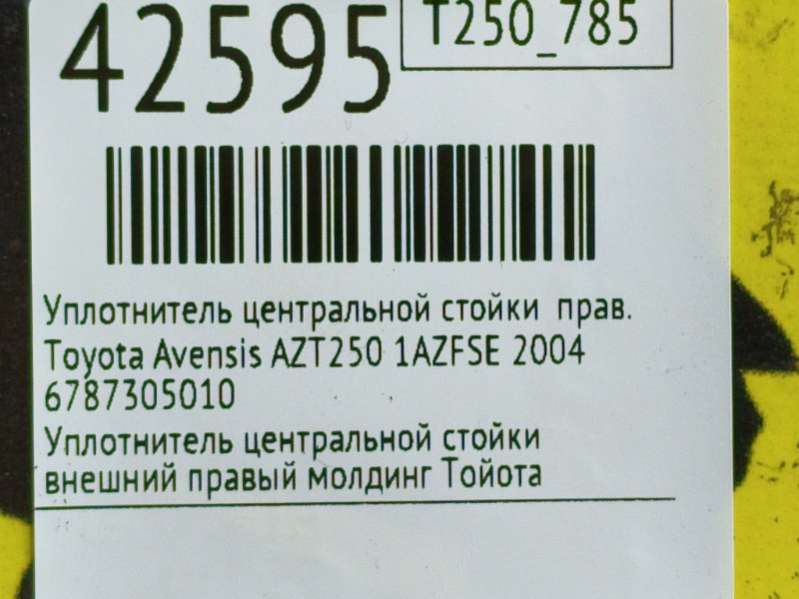 42595
T250_785
Уплотнитель центральной стойки прав.
Toyota Avensis AZT250 1AZFSE 2004
6787305010
Уплотнитель центральной стойки
внешний правый молдинг Тойота